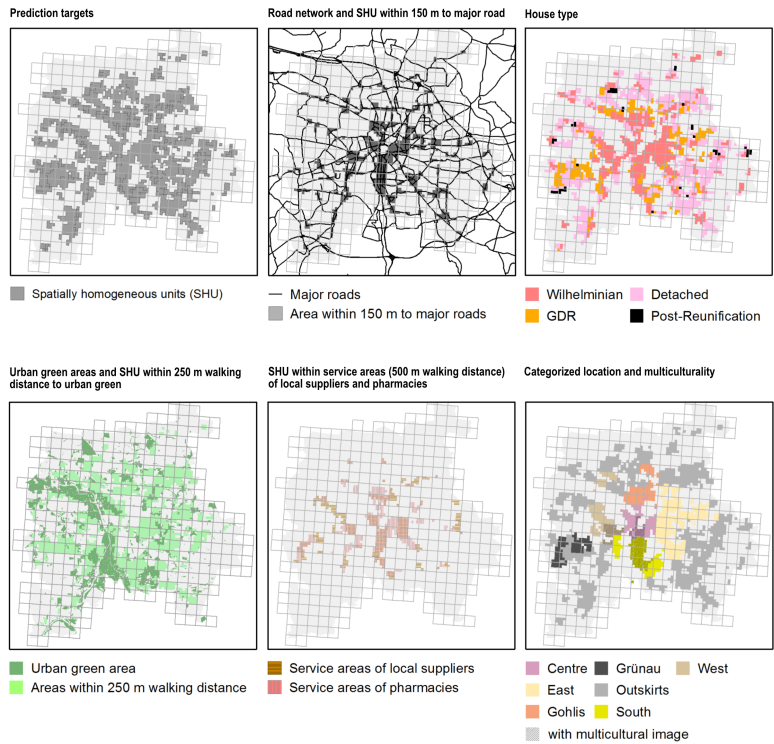 Prediction targets
Road network and SHU within 150 m to major road
House type
Spatially homogeneous units (SHU)
Major roads
Area within 150 m to major roads
Wilhelminian
Detached
GDR
Post-Reunification
Urban green areas and SHU within 250 m walking
distance to urban green
SHU within service areas (500 m walking distance)
of local suppliers and pharmacies
Categorized location and multiculturality
Urban green area
Areas within 250 m walking distance
Service areas of local suppliers
Service areas of pharmacies
Centre
Grünau
West
East
Outskirts
Gohlis
South
with multicultural image